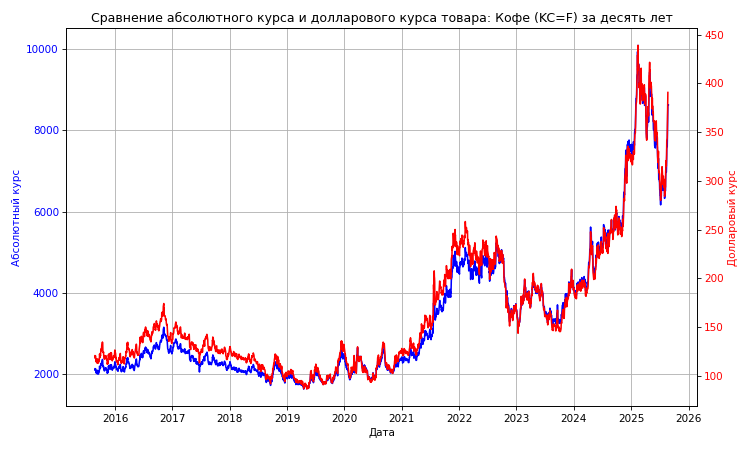 Сравнение абсолютного курса и долларового курса товара: Кофе (KC=F) за десять лет
10000
8000
6000
4000
2000
Абсолютный курс
450
400
350
300
250
200
150
100
Долларовый курс
2016 2017 2018 2019 2020 2021 2022 2023 2024 2025 2026
Дата